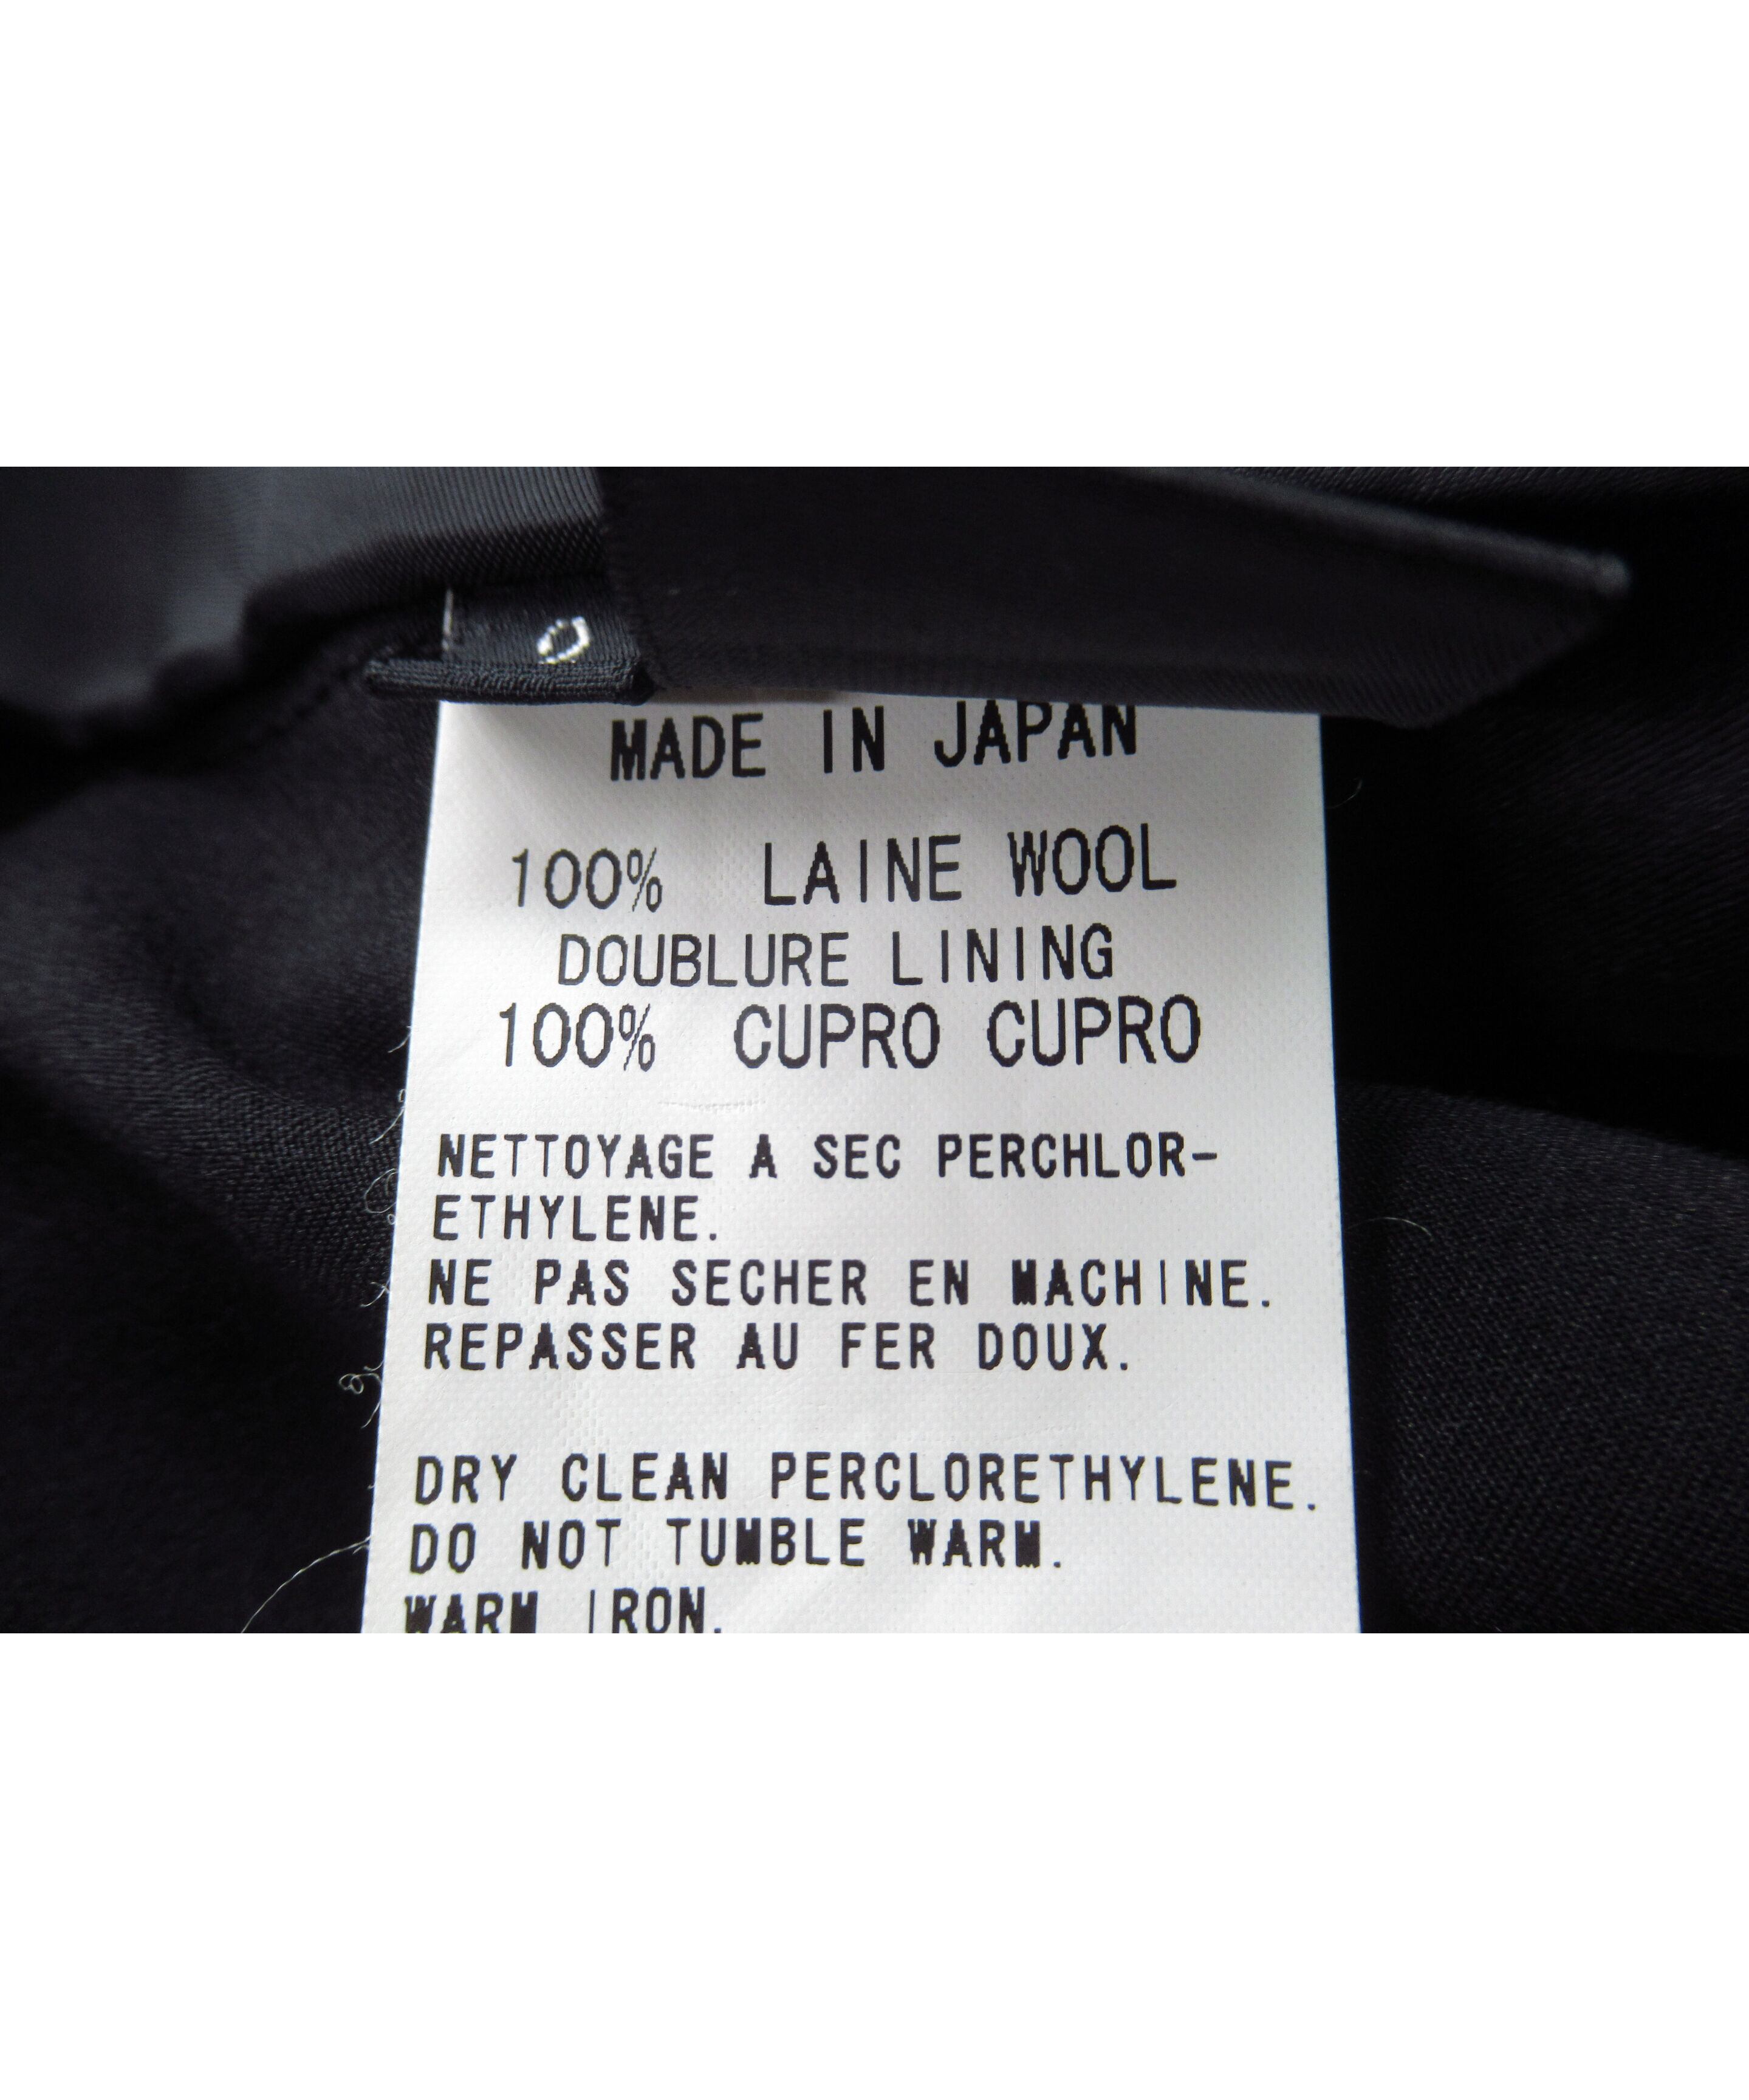 0
MADE IN JAPAN
100% LAINE WOOL
DOUBLURE LINING
100% CUPRO CUPRO
NETTOYAGE A SEC PERCHLOR-
ETHYLENE.
NE PAS SECHER EN MACHINE.
REPASSER AU FER DOUX.
DRY CLEAN PERCLORETHYLENE.
DO NOT TUMBLE WARM.
WARM IRON.